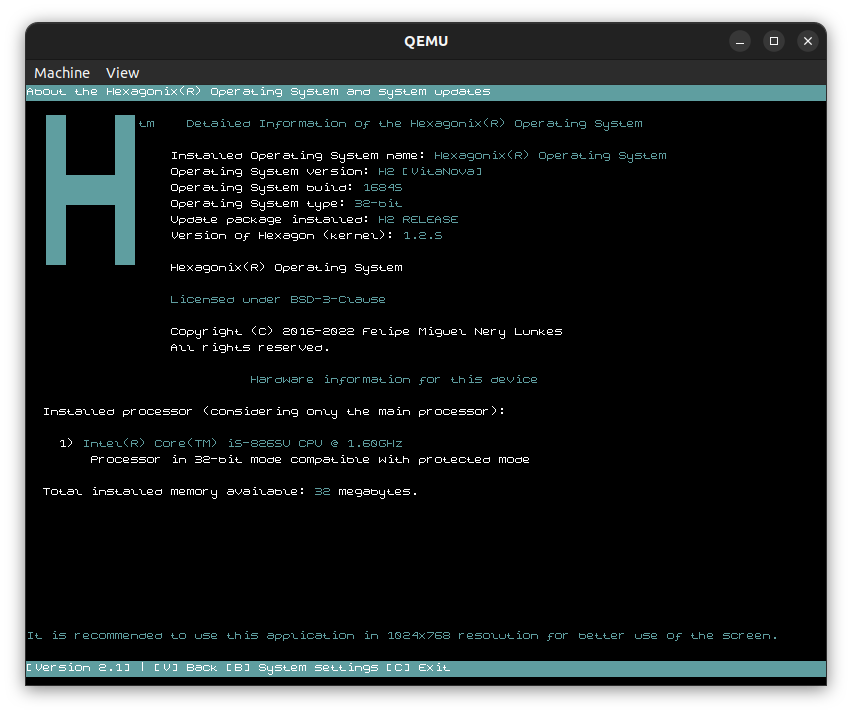 QEMU
Machine View
About the Hexagonix(R) Operating System and system updates
H tm Detailed Information of the Hexagonix(R) Operating System
Installed Operating System name: Hexagonix(R) Operating System
Operating System version: H2 [VitaNova]
Operating System build: 16845
Operating System type: 32-bit
Update package installed: H2 RELEASE
Version of Hexagon (kernel): 1.2.5
Hexagonix(R) Operating System
Licensed under BSD-3-Clause
Copyright (C) 2016-2022 Felipe Miguel Nery Lunkes
All rights reserved.
Hardware information for this device
Installed processor (considering only the main processor):
1) Intel(R) Core(TM) i5-8265U CPU @ 1.60GHz
Processor in 32-bit mode compatible with protected mode
Total installed memory available: 32 megabytes.
It is recommended to use this application in 1024x768 resolution for better use of the screen.
[Version 2.1] | [V] Back [B] System settings [C] Exit